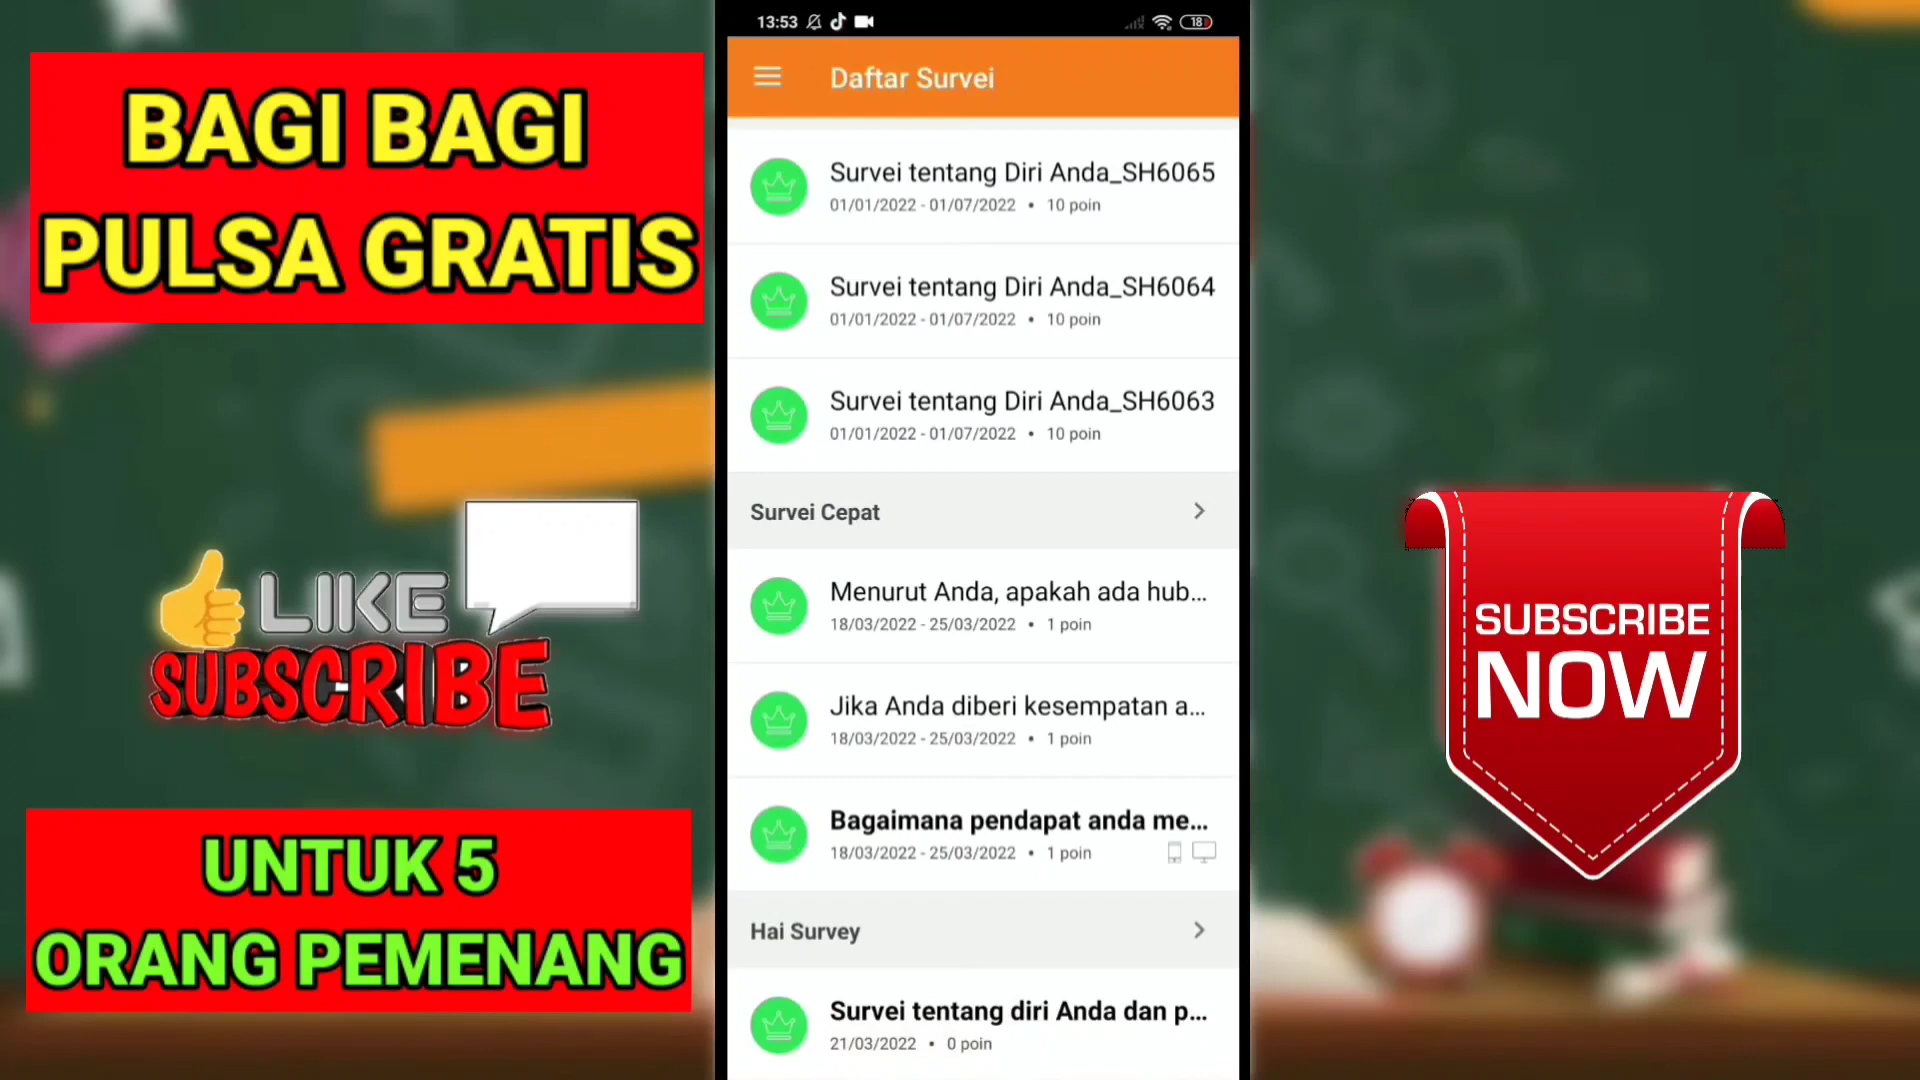 BAGI BAGI
PULSA GRATIS
LIKE
SUBSCRIBE
UNTUK 5
ORANG PEMENANG
13:53
18
Daftar Survei
Survei tentang Diri Anda_SH6065
01/01/2022 - 01/07/2022 • 10 poin
Survei tentang Diri Anda_SH6064
01/01/2022 - 01/07/2022 • 10 poin
Survei tentang Diri Anda_SH6063
01/01/2022 - 01/07/2022 • 10 poin
Survei Cepat
Menurut Anda, apakah ada hub...
18/03/2022 - 25/03/2022 • 1 poin
Jika Anda diberi kesempatan a...
18/03/2022 - 25/03/2022 • 1 poin
Bagaimana pendapat anda me...
18/03/2022 - 25/03/2022 • 1 poin
Hai Survey
Survei tentang diri Anda dan p...
21/03/2022 • 0 poin
SUBSCRIBE
NOW